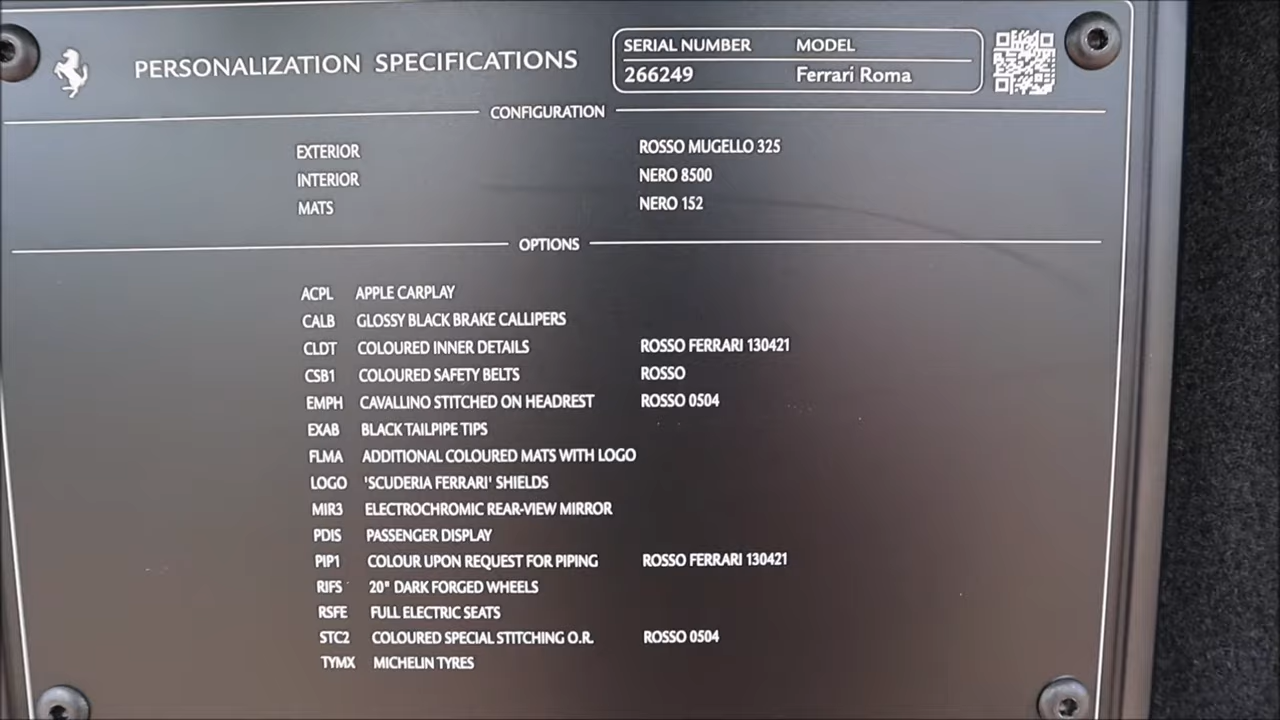 PERSONALIZATION SPECIFICATIONS
SERIAL NUMBER MODEL
266249 Ferrari Roma
CONFIGURATION
EXTERIOR ROSSO MUGELLO 325
INTERIOR NERO 8500
MATS NERO 152
OPTIONS
ACPL APPLE CARPLAY
CALB GLOSSY BLACK BRAKE CALLIPERS
CLDT COLOURED INNER DETAILS ROSSO FERRARI 130421
CSB1 COLOURED SAFETY BELTS ROSSO
EMPH CAVALLINO STITCHED ON HEADREST ROSSO 0504
EXAB BLACK TAILPIPE TIPS
FLMA ADDITIONAL COLOURED MATS WITH LOGO
LOGO 'SCUDERIA FERRARI' SHIELDS
MIR3 ELECTROCHROMIC REAR-VIEW MIRROR
PDIS PASSENGER DISPLAY
PIP1 COLOUR UPON REQUEST FOR PIPING ROSSO FERRARI 130421
RIFS 20" DARK FORGED WHEELS
RSFE FULL ELECTRIC SEATS
STC2 COLOURED SPECIAL STITCHING O.R. ROSSO 0504
TYMX MICHELIN TYRES